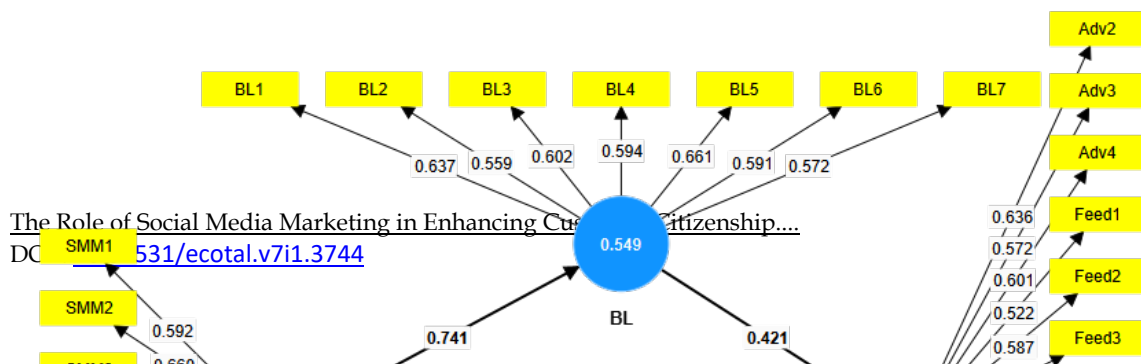 Adv2
BL1 BL2 BL3 BL4 BL5 BL6 BL7 Adv3
0.637 0.559 0.602 0.594 0.661 0.591 0.572 Adv4
The Role of Social Media Marketing in Enhancing Citizenship.... 0.636 Feed1
SMM1 0.549 0.572
531/ecotal.v7i1.3744 0.601 Feed2
SMM2 BL 0.522
0.592 0.741 0.421 0.587 Feed3